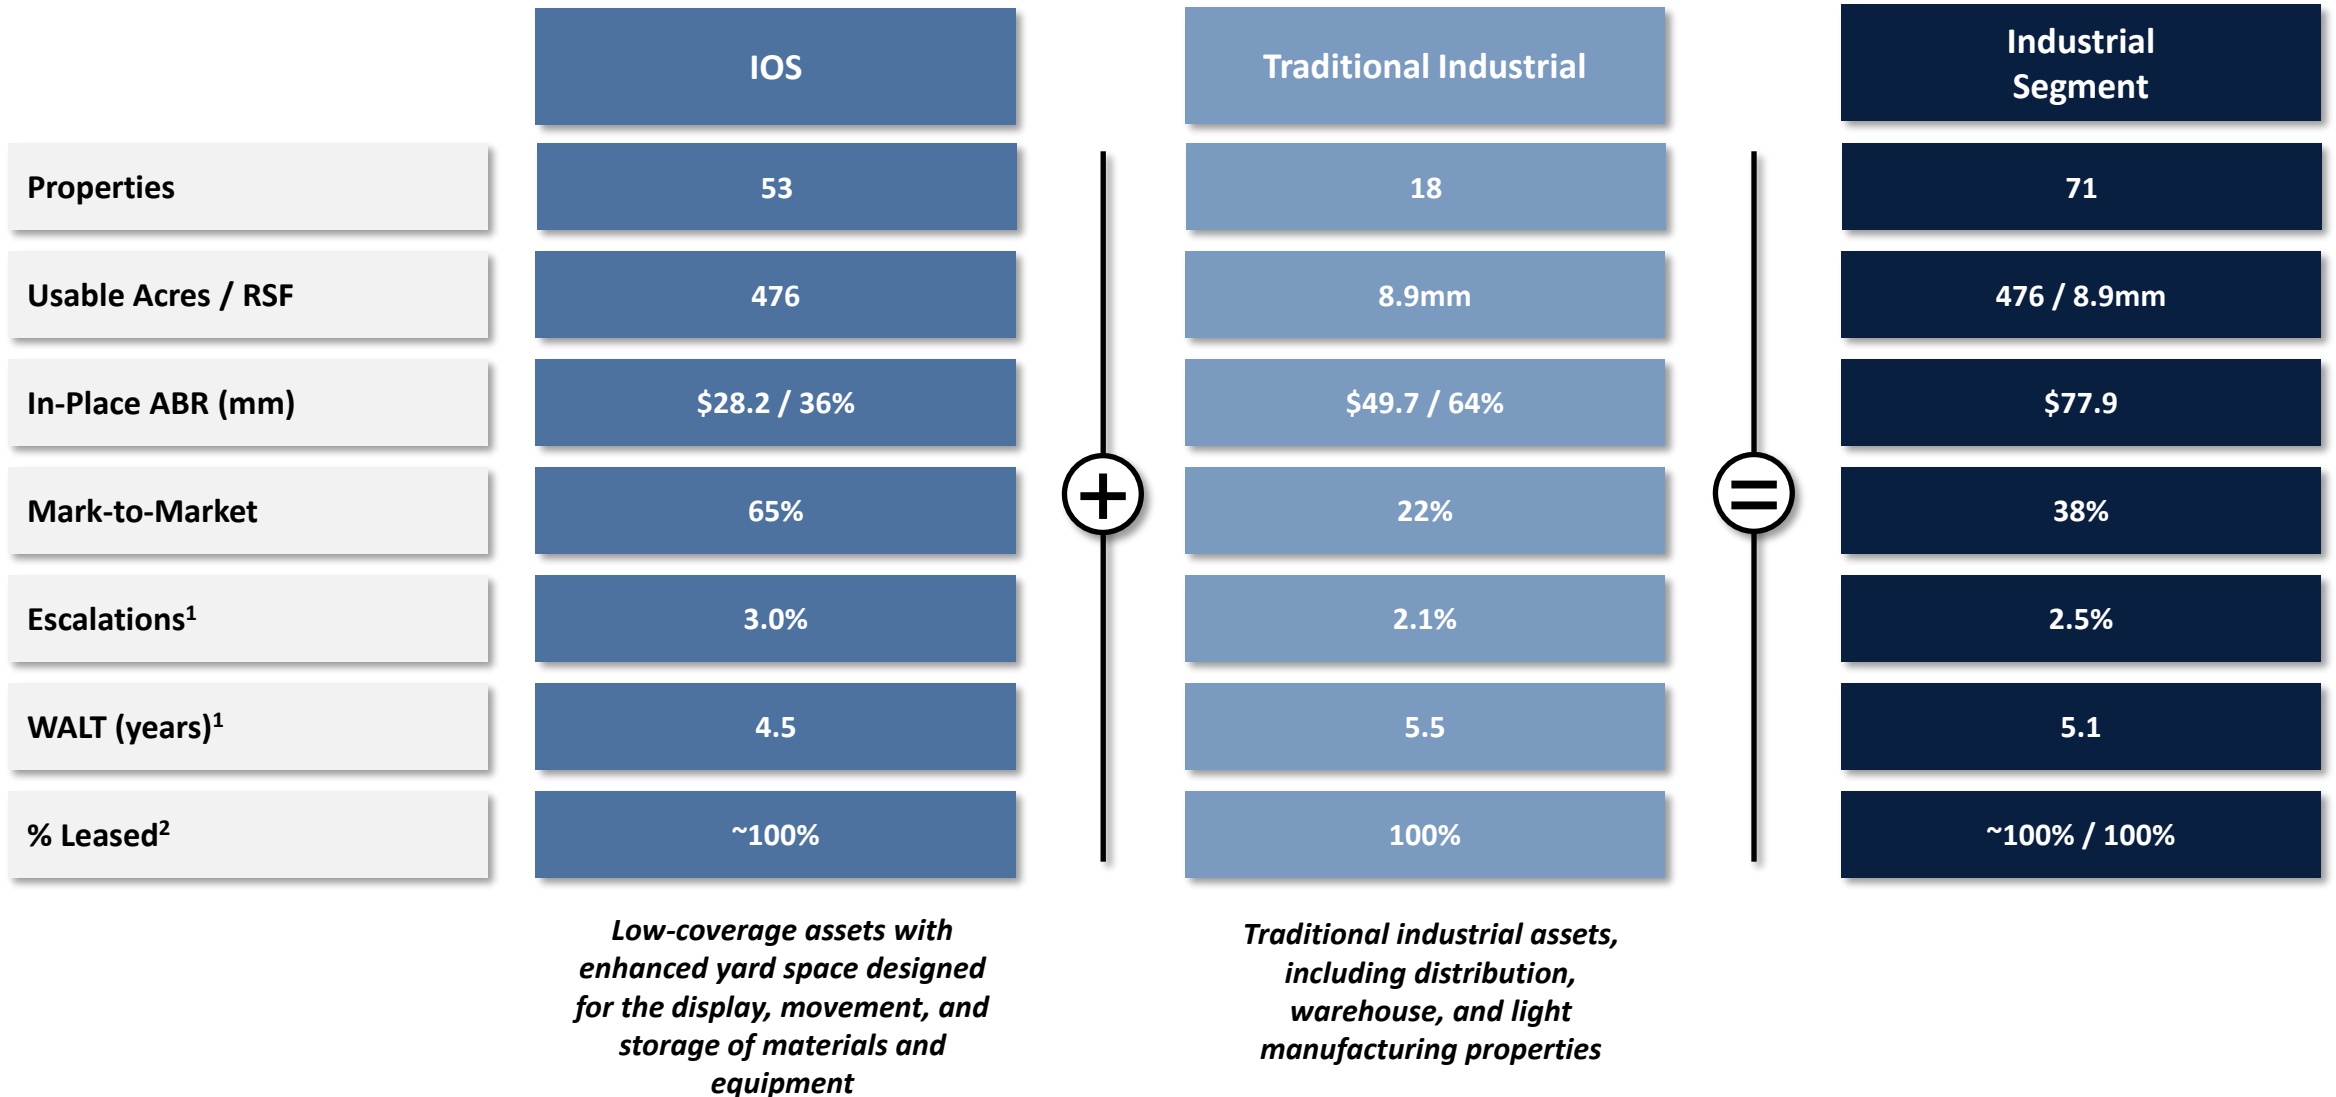 IOS
Traditional Industrial
Industrial
Segment
Properties
53
18
71
Usable Acres / RSF
476
8.9mm
476 / 8.9mm
In-Place ABR (mm)
$28.2 / 36%
$49.7 / 64%
$77.9
Mark-to-Market
65%
22%
38%
+
=
Escalations¹
3.0%
2.1%
2.5%
WALT (years)¹
4.5
5.5
5.1
% Leased²
~100%
100%
~100% / 100%
Low-coverage assets with
enhanced yard space designed
for the display, movement, and
storage of materials and
equipment
Traditional industrial assets,
including distribution,
warehouse, and light
manufacturing properties